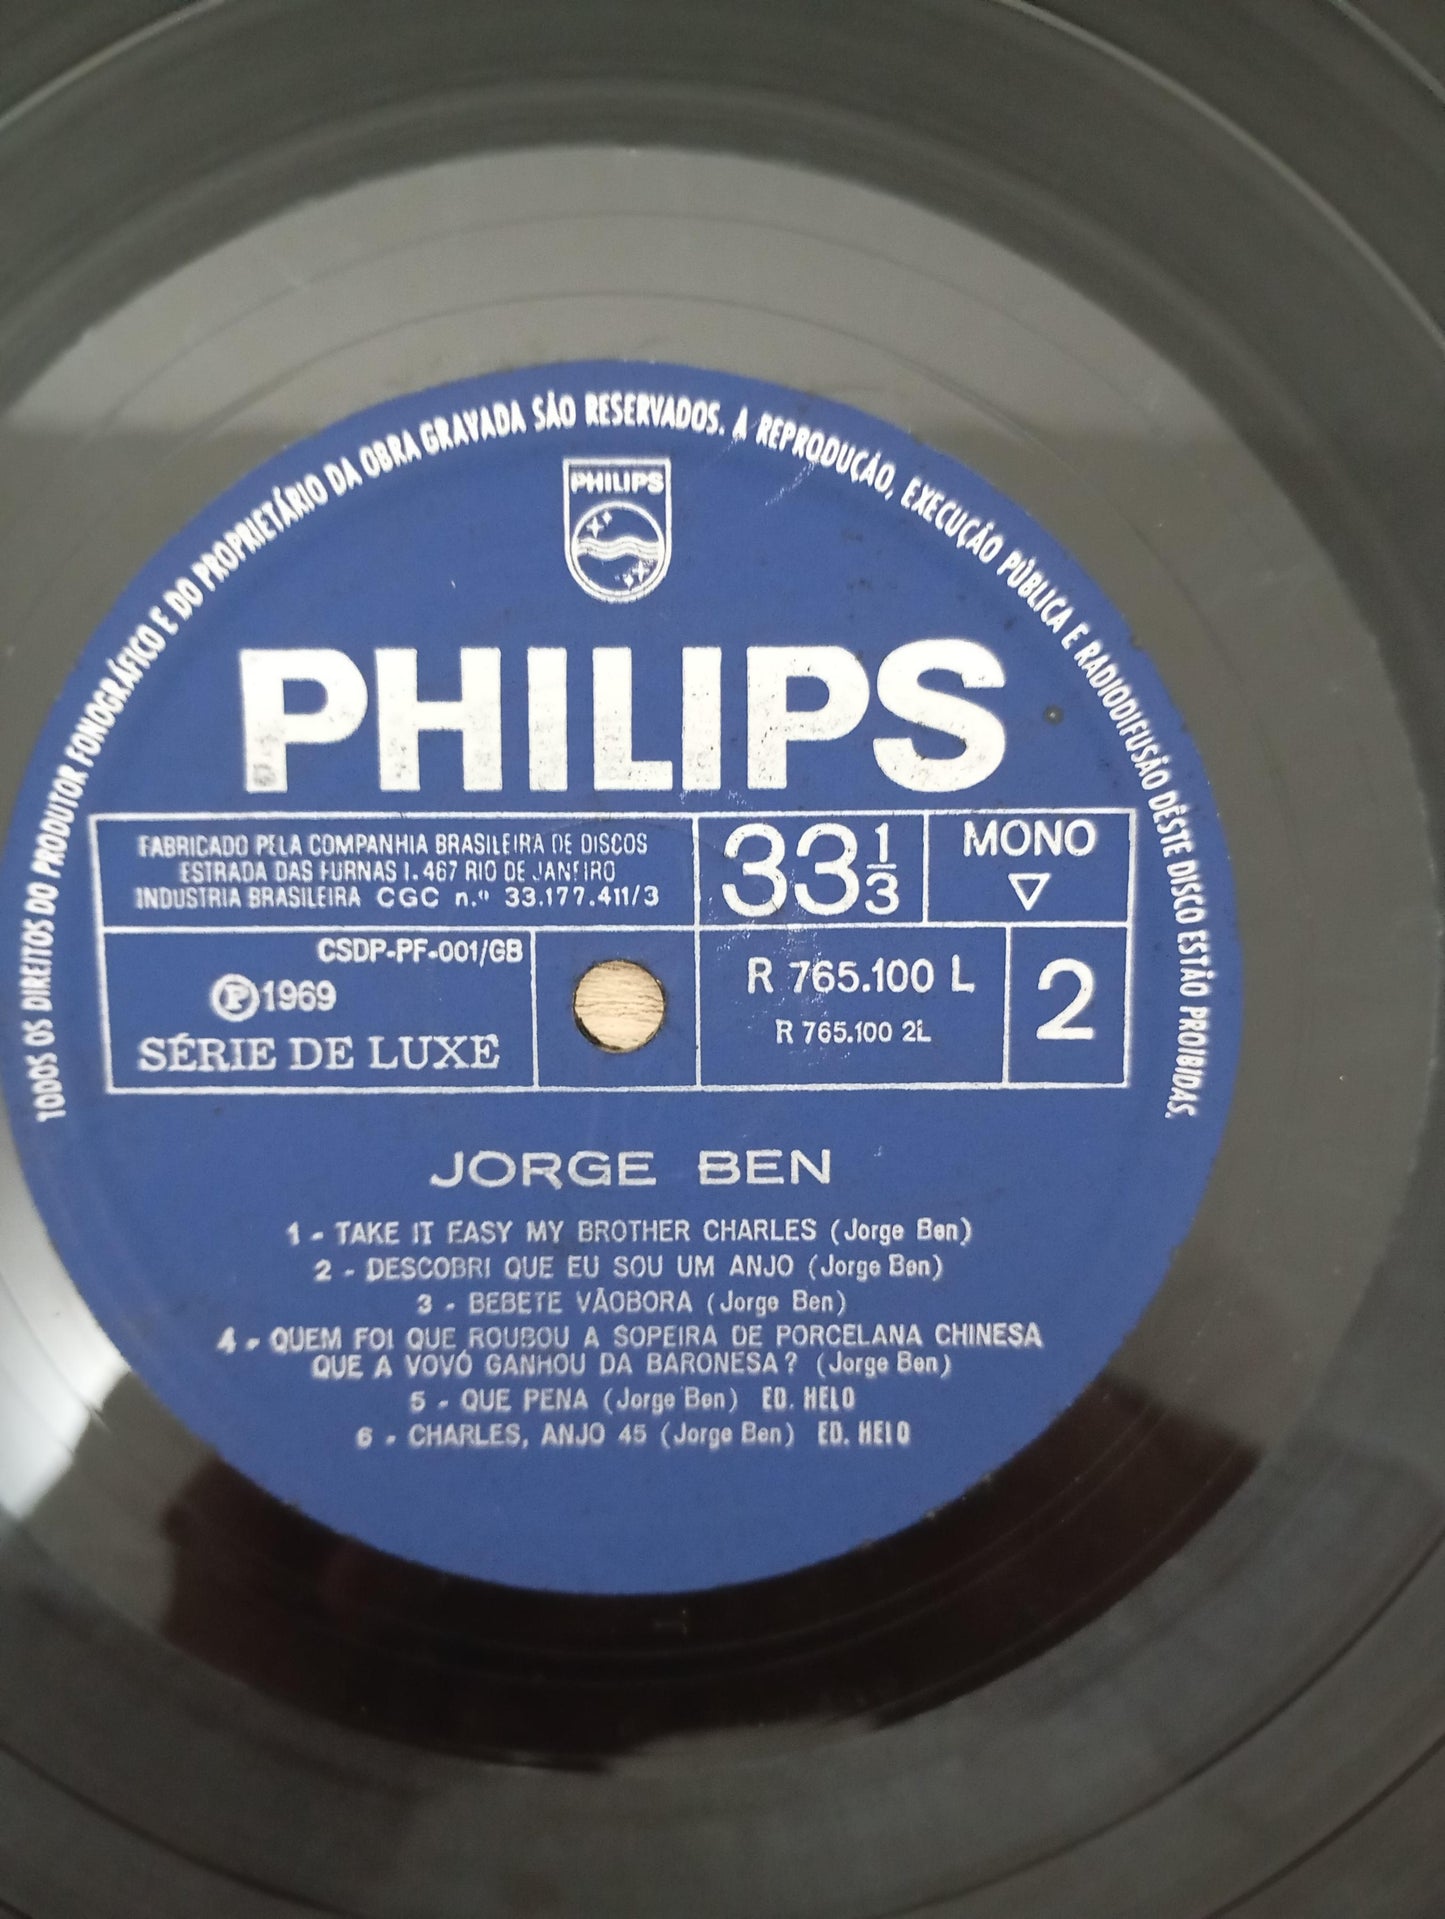 TODOS OS DIREITOS DO PRODUTOR FONOGRÁFICO E DO PROPRIETÁRIO DA OBRA GRAVADA SÃO RESERVADOS. A REPRODUÇÃO, EXECUÇÃO PÚBLICA E RADIODIFUSÃO DÊSTE DISCO ESTÃO PROIBIDAS.
PHILIPS
PHILIPS
FABRICADO PELA COMPANHIA BRASILEIRA DE DISCOS
ESTRADA DAS FURNAS 1.467 RIO DE JANEIRO
INDUSTRIA BRASILEIRA CGC n.º 33.177.411/3
33 1/3
MONO
CSDP-PF-001/GB
Ⓟ1969
SÉRIE DE LUXE
R 765.100 L
R 765.100 2L
2
JORGE BEN
1 - TAKE IT EASY MY BROTHER CHARLES (Jorge Ben)
2 - DESCOBRI QUE EU SOU UM ANJO (Jorge Ben)
3 - BEBETE VÃOBORA (Jorge Ben)
4 - QUEM FOI QUE ROUBOU A SOPEIRA DE PORCELANA CHINESA
QUE A VOVÓ GANHOU DA BARONESA? (Jorge Ben)
5 - QUE PENA (Jorge Ben) ED. HELO
6 - CHARLES, ANJO 45 (Jorge Ben) ED. HELO